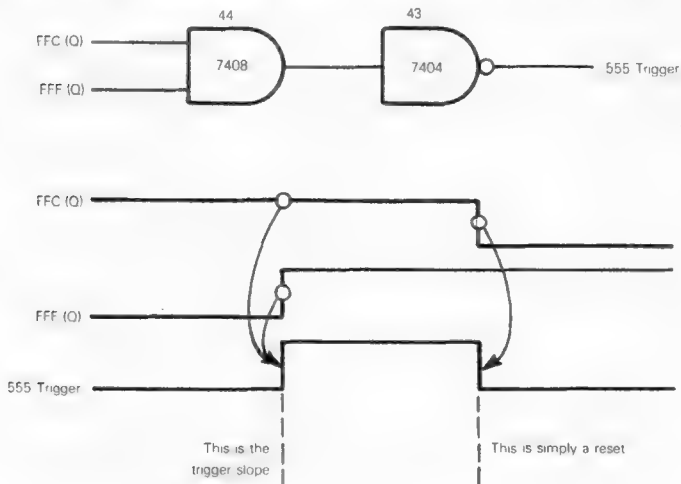 44
43
FFC (Q)
FFF (Q)
7408
7404
555 Trigger
FFC (Q)
FFF (Q)
555 Trigger
This is the
trigger slope
This is simply a reset